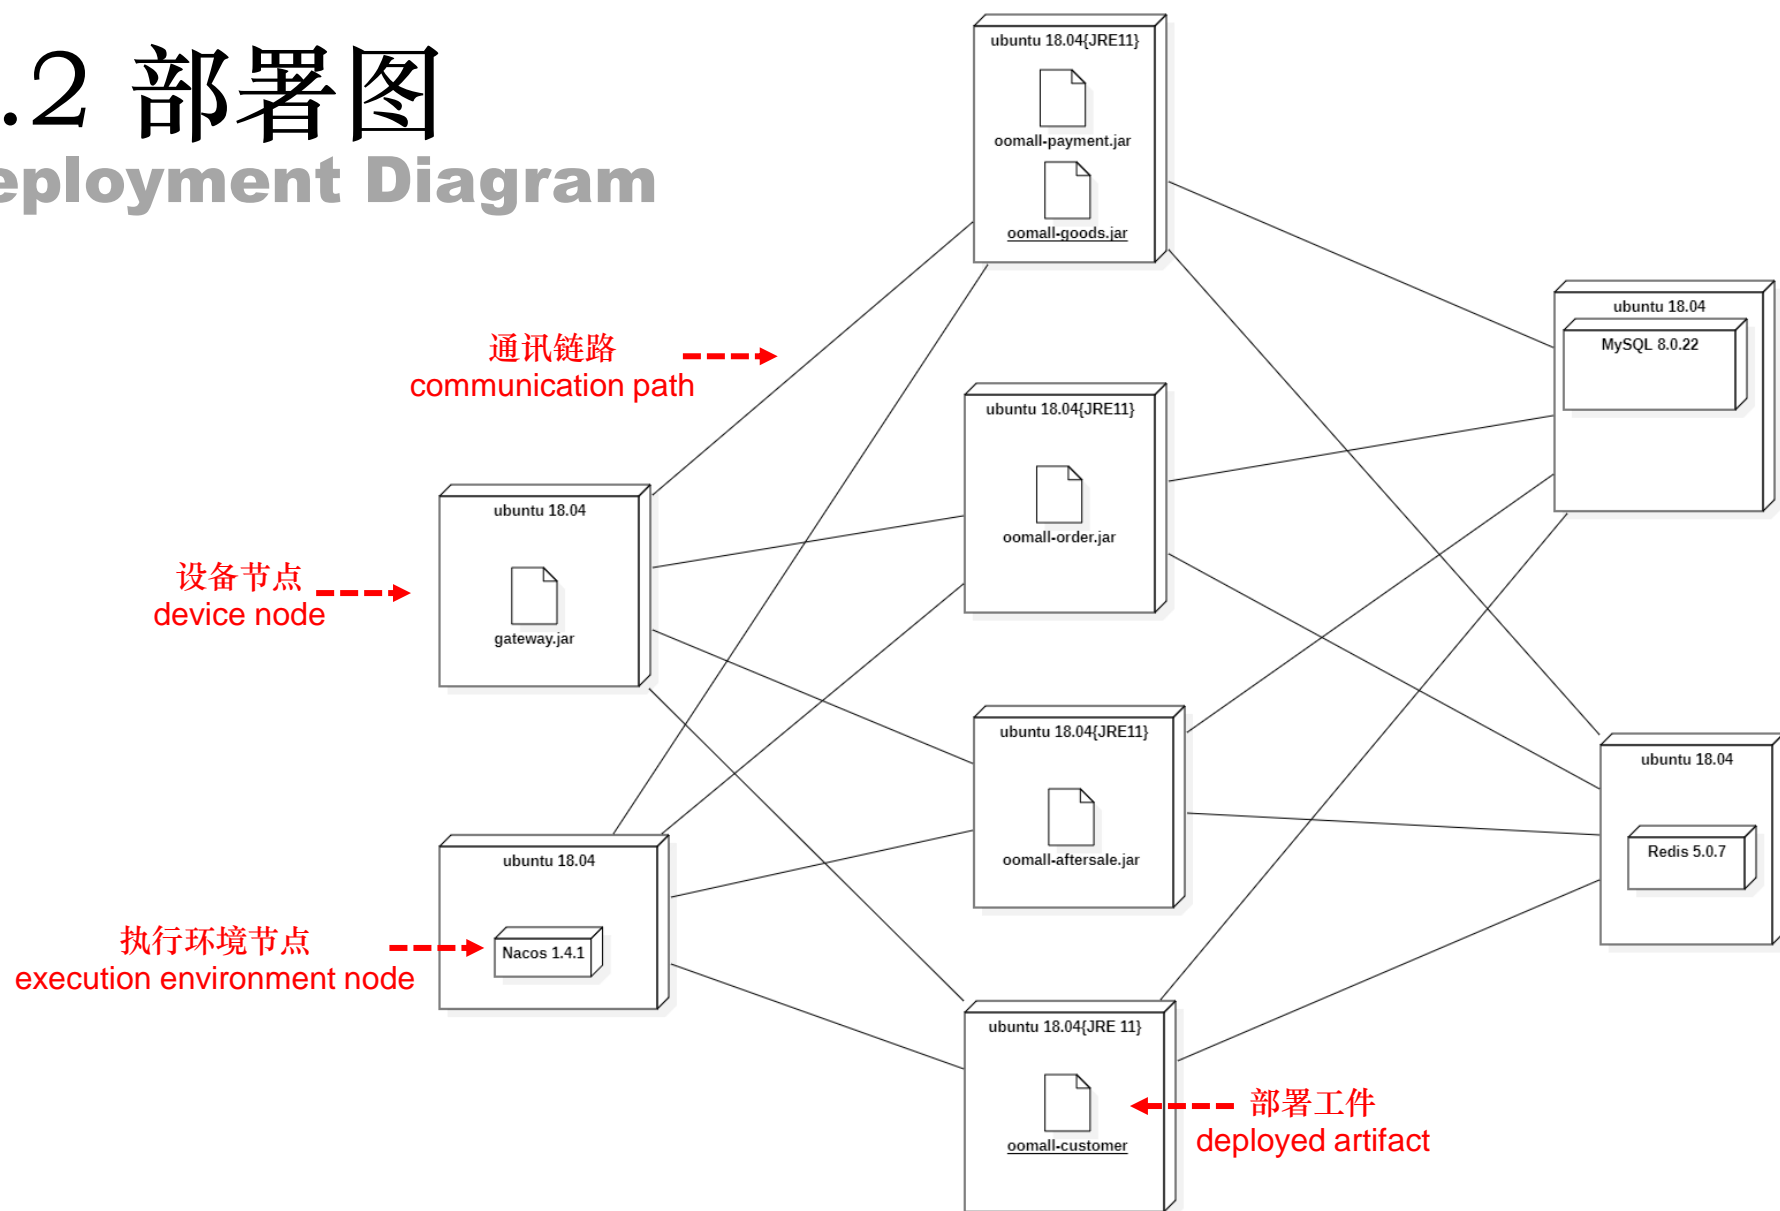 .2 部署图
eployment Diagram
ubuntu 18.04{JRE11}
oomall-payment.jar
oomall-goods.jar
通讯链路
communication path
ubuntu 18.04
MySQL 8.0.22
ubuntu 18.04{JRE11}
oomall-order.jar
ubuntu 18.04
gateway.jar
设备节点
device node
ubuntu 18.04{JRE11}
oomall-aftersale.jar
ubuntu 18.04
Redis 5.0.7
ubuntu 18.04
Nacos 1.4.1
执行环境节点
execution environment node
ubuntu 18.04{JRE 11}
oomall-customer
部署工件
deployed artifact